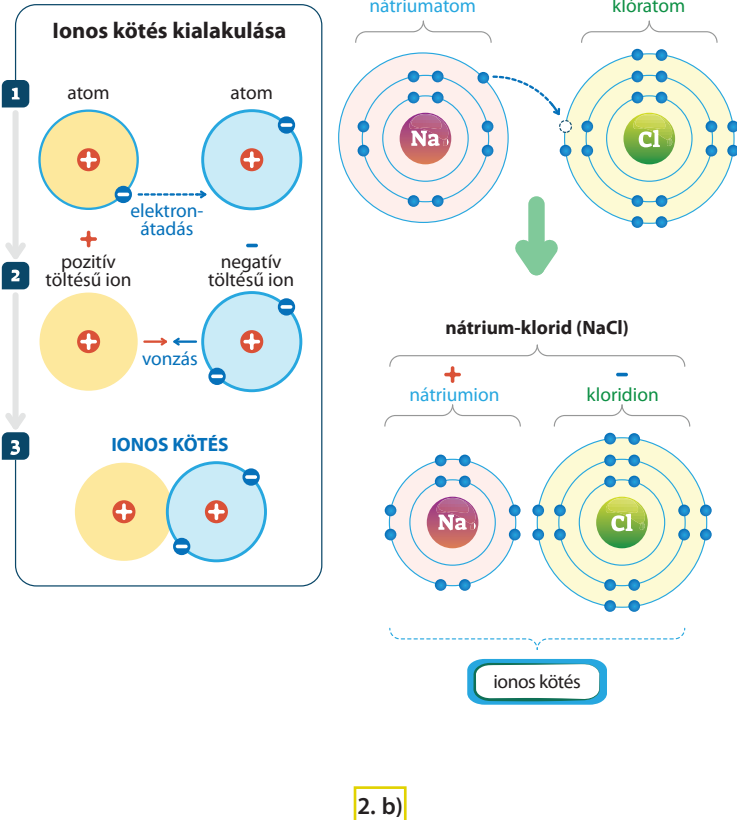 Ionos kötés kialakulása
1
atom
atom
elektron-
átadás
2
pozitív
töltésű ion
negatív
töltésű ion
vonzás
3
IONOS KÖTÉS
nátriumatom
klóratom
Na
Cl
nátrium-klorid (NaCl)
nátriumion
kloridion
Na
Cl
ionos kötés
2. b)